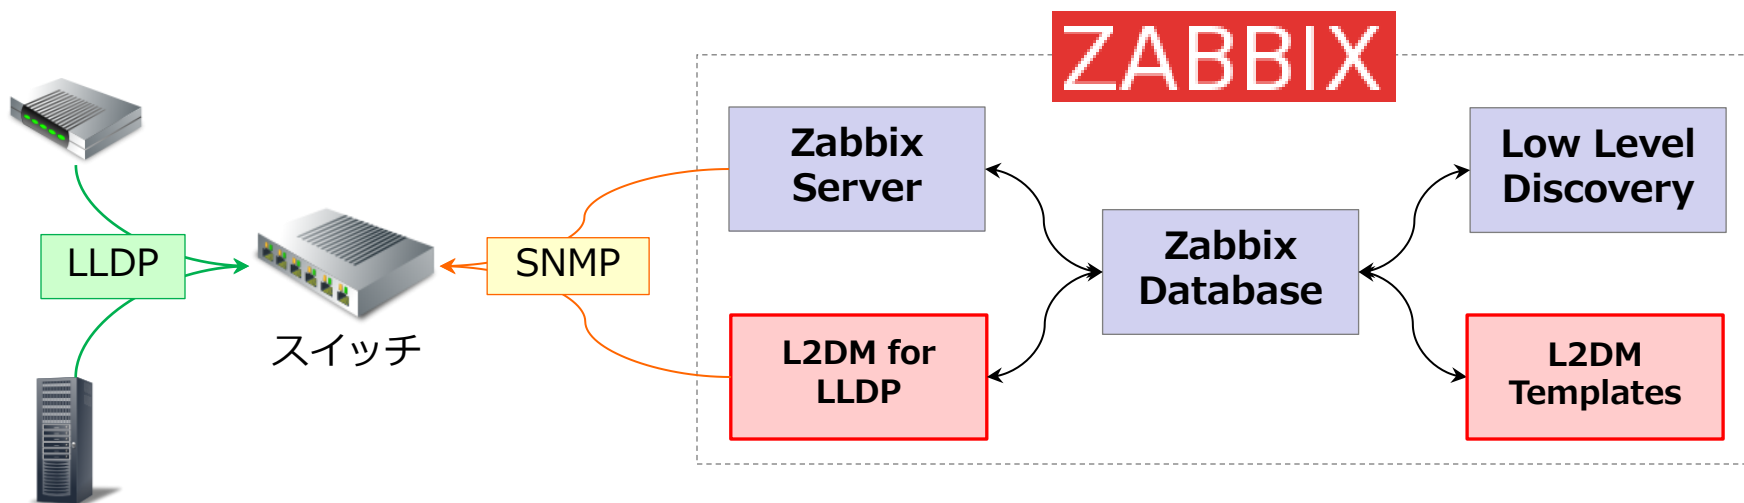 ZABBIX
Zabbix
Server
Low Level
Discovery
LLDP
SNMP
Zabbix
Database
スイッチ
L2DM for
LLDP
L2DM
Templates